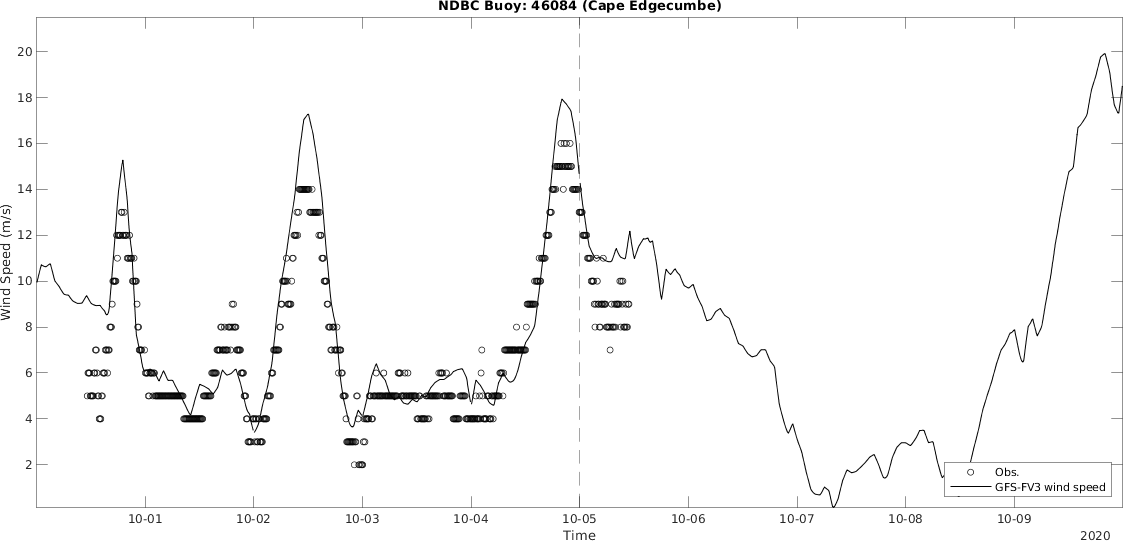 NDBC Buoy: 46084 (Cape Edgecumbe)
20
18
16
14
12
10
8
6
4
2
Wind Speed (m/s)
Obs.
GFS-FV3 wind speed
10-01 10-02 10-03 10-04 10-05 10-06 10-07 10-08 10-09
Time
2020